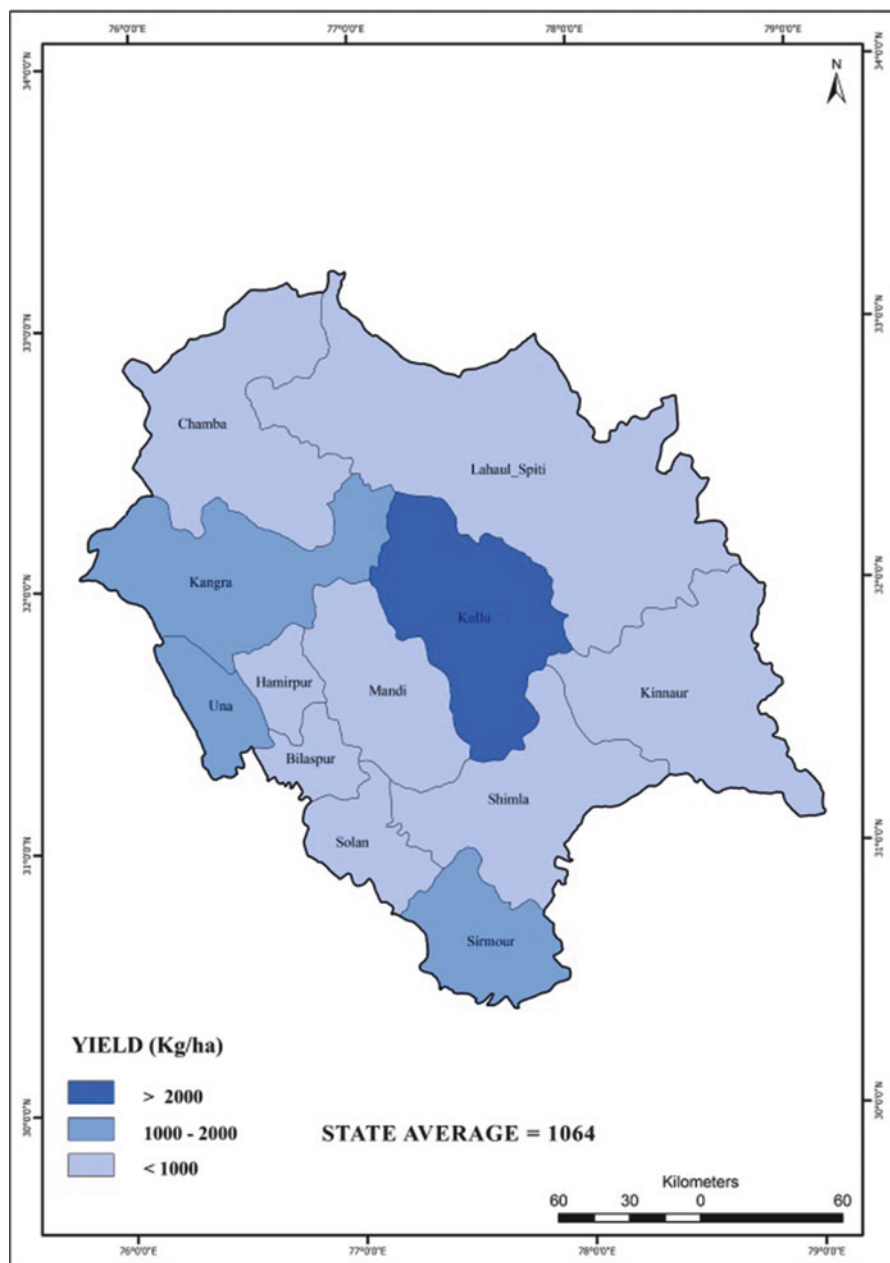 76°0'0"E 77°0'0"E 78°0'0"E 79°0'0"E
34°0'0"N
34°0'0"N
N
33°0'0"N
33°0'0"N
Chamba
Lahaul_Spiti
32°0'0"N
32°0'0"N
Kangra
Kullu
Hamirpur
Mandi
Kinnaur
Una
Bilaspur
Shimla
Solan
31°0'0"N
31°0'0"N
Sirmour
YIELD (Kg/ha)
> 2000
1000 - 2000
< 1000
STATE AVERAGE = 1064
30°0'0"N
30°0'0"N
Kilometers
60 30 0 60
76°0'0"E 77°0'0"E 78°0'0"E 79°0'0"E